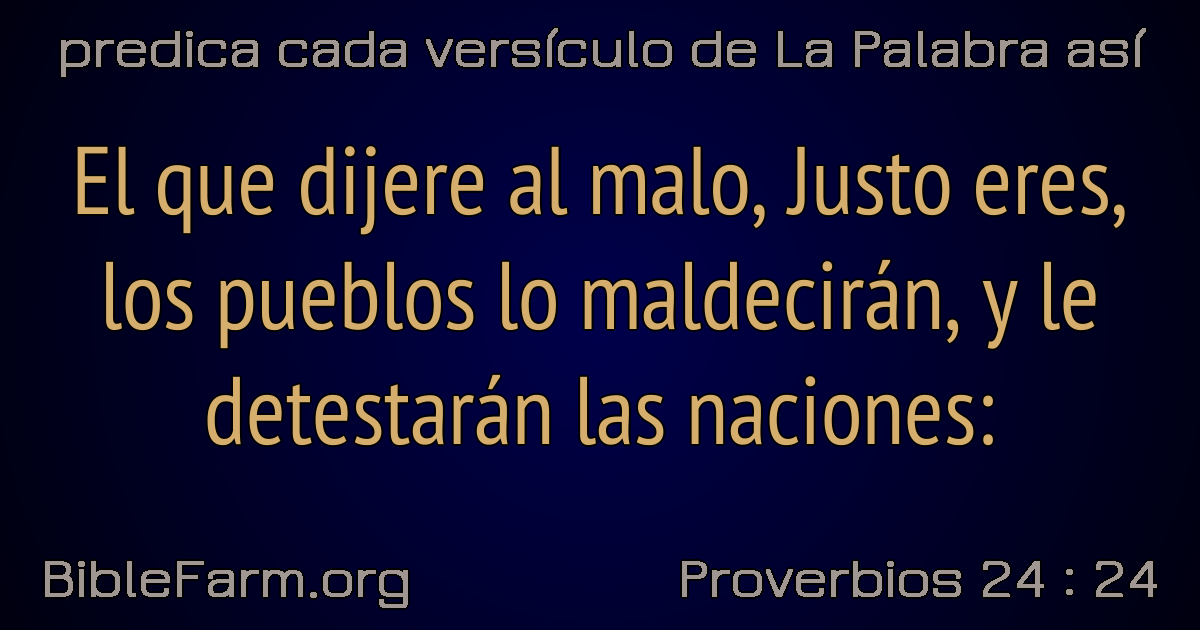 predica cada versículo de La Palabra así
El que dijere al malo, Justo eres,
los pueblos lo maldecirán, y le
detestarán las naciones:
BibleFarm.org
Proverbios 24 : 24